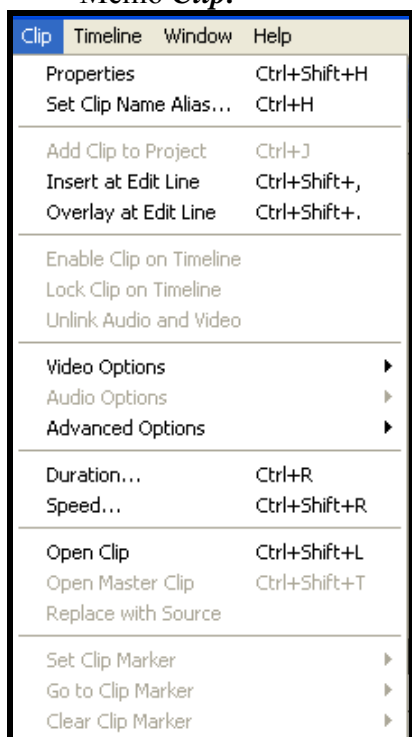 Clip.
Clip Timeline Window Help
Properties Ctrl+Shift+H
Set Clip Name Alias... Ctrl+H
Add Clip to Project Ctrl+J
Insert at Edit Line Ctrl+Shift+,
Overlay at Edit Line Ctrl+Shift+.
Enable Clip on Timeline
Lock Clip on Timeline
Unlink Audio and Video
Video Options
Audio Options
Advanced Options
Duration... Ctrl+R
Speed... Ctrl+Shift+R
Open Clip Ctrl+Shift+L
Open Master Clip Ctrl+Shift+T
Replace with Source
Set Clip Marker
Go to Clip Marker
Clear Clip Marker